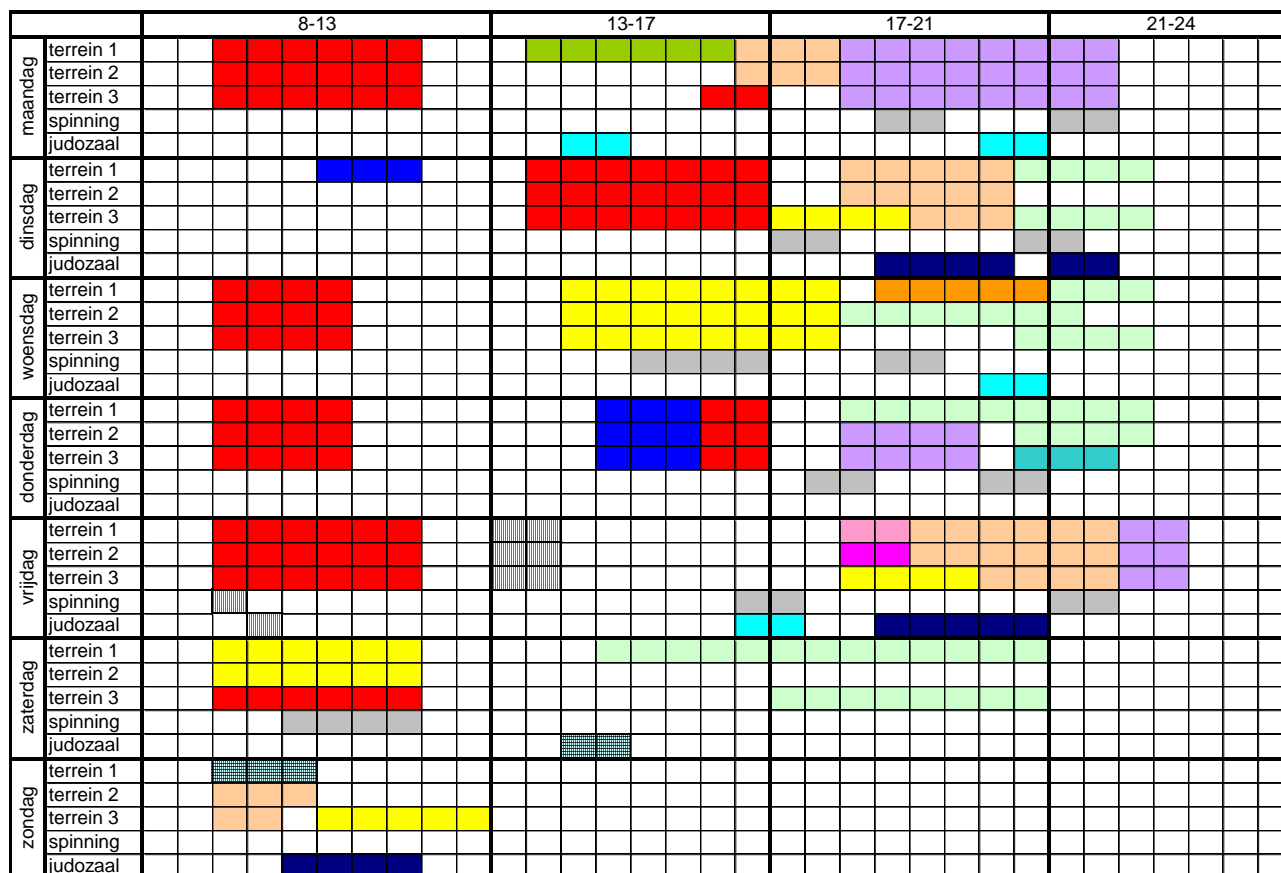 8-13 13-17 17-21 21-24
maandag
terrein 1
terrein 2
terrein 3
spinning
judozaal
dinsdag
terrein 1
terrein 2
terrein 3
spinning
judozaal
woensdag
terrein 1
terrein 2
terrein 3
spinning
judozaal
donderdag
terrein 1
terrein 2
terrein 3
spinning
judozaal
vrijdag
terrein 1
terrein 2
terrein 3
spinning
judozaal
zaterdag
terrein 1
terrein 2
terrein 3
spinning
judozaal
zondag
terrein 1
terrein 2
terrein 3
spinning
judozaal